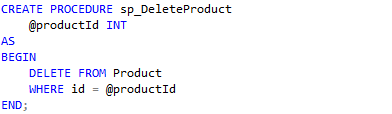 CREATE PROCEDURE sp_DeleteProduct
    @productId INT
AS
BEGIN
    DELETE FROM Product
    WHERE id = @productId
END;